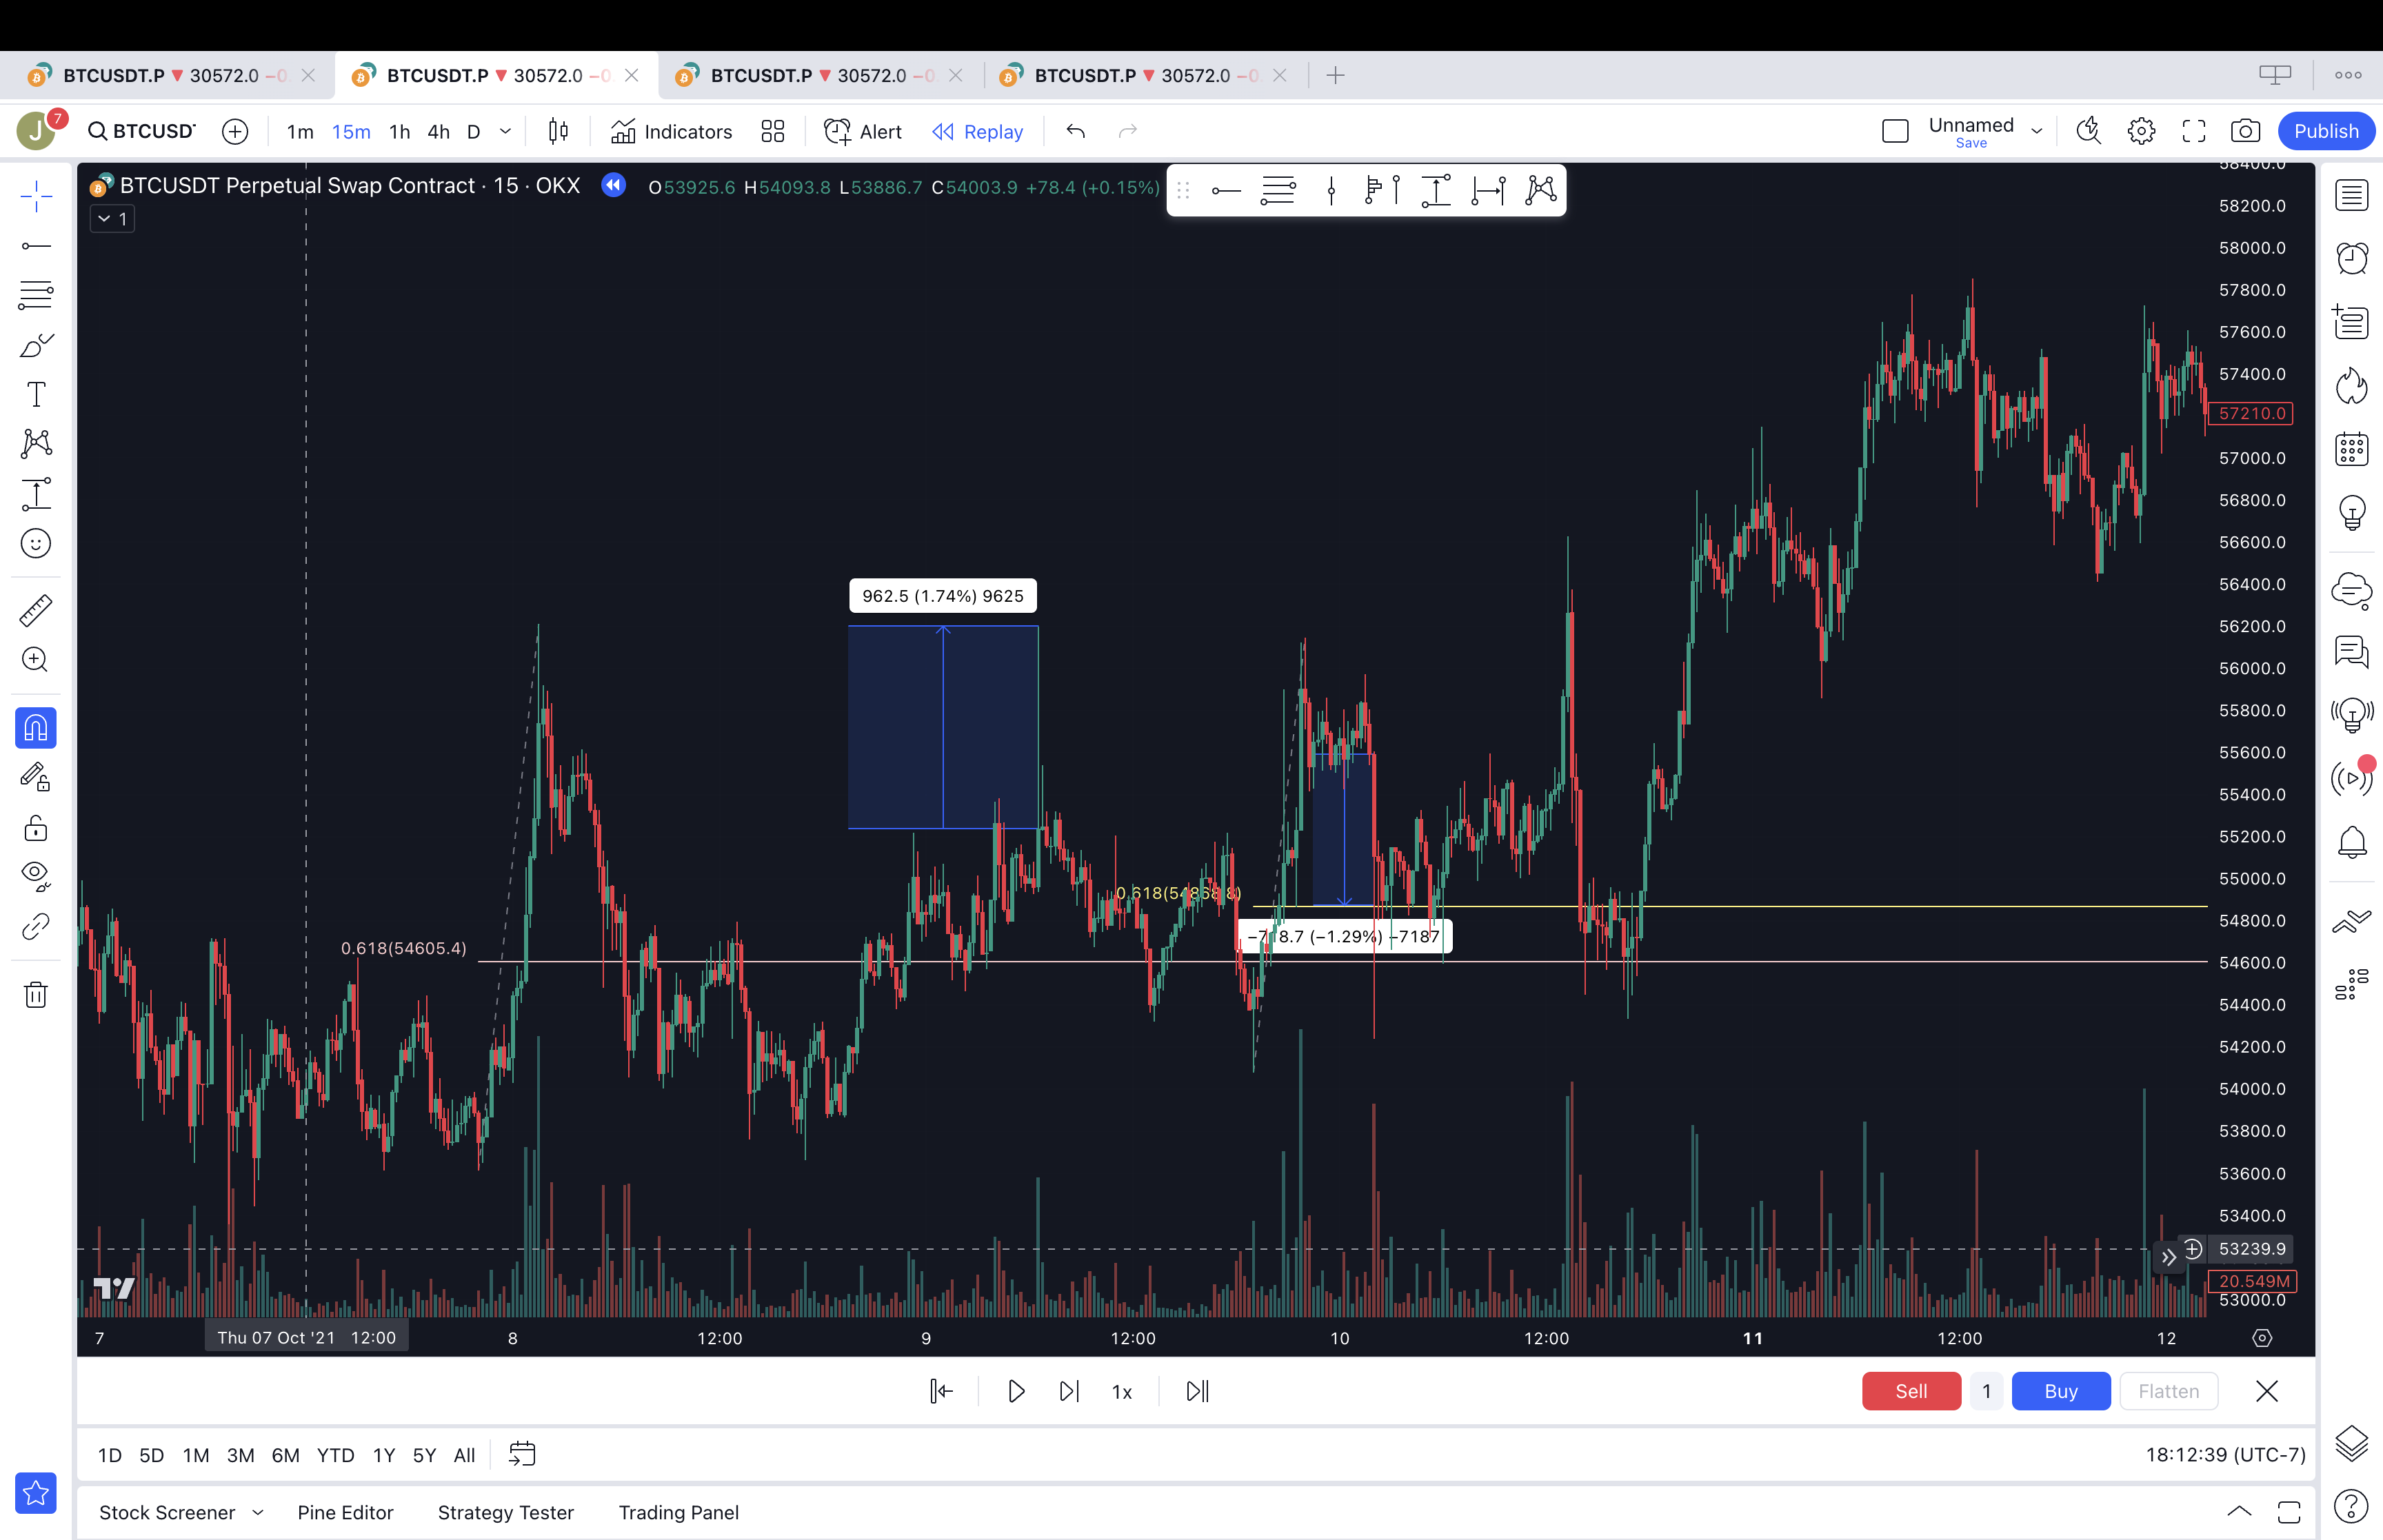 BTCUSDT.P 30572.0 −0
BTCUSDT.P 30572.0 −0
BTCUSDT.P 30572.0 −0
BTCUSDT.P 30572.0 −0
J 7 BTCUSD 1m 15m 1h 4h D Indicators Alert Replay Unnamed Save Publish
BTCUSDT Perpetual Swap Contract · 15 · OKX O53925.6 H54093.8 L53886.7 C54003.9 +78.4 (+0.15%)
1
58400.0
58200.0
58000.0
57800.0
57600.0
57400.0
57210.0
57000.0
56800.0
56600.0
56400.0
962.5 (1.74%) 9625
56200.0
56000.0
55800.0
55600.0
55400.0
55200.0
55000.0
0.618(54868.8)
54800.0
−718.7 (−1.29%) −7187
0.618(54605.4)
54600.0
54400.0
54200.0
54000.0
53800.0
53600.0
53400.0
53239.9
20.549M
53000.0
7 Thu 07 Oct '21 12:00 8 12:00 9 12:00 10 12:00 11 12:00 12
1x Sell 1 Buy Flatten
1D 5D 1M 3M 6M YTD 1Y 5Y All 18:12:39 (UTC-7)
Stock Screener Pine Editor Strategy Tester Trading Panel